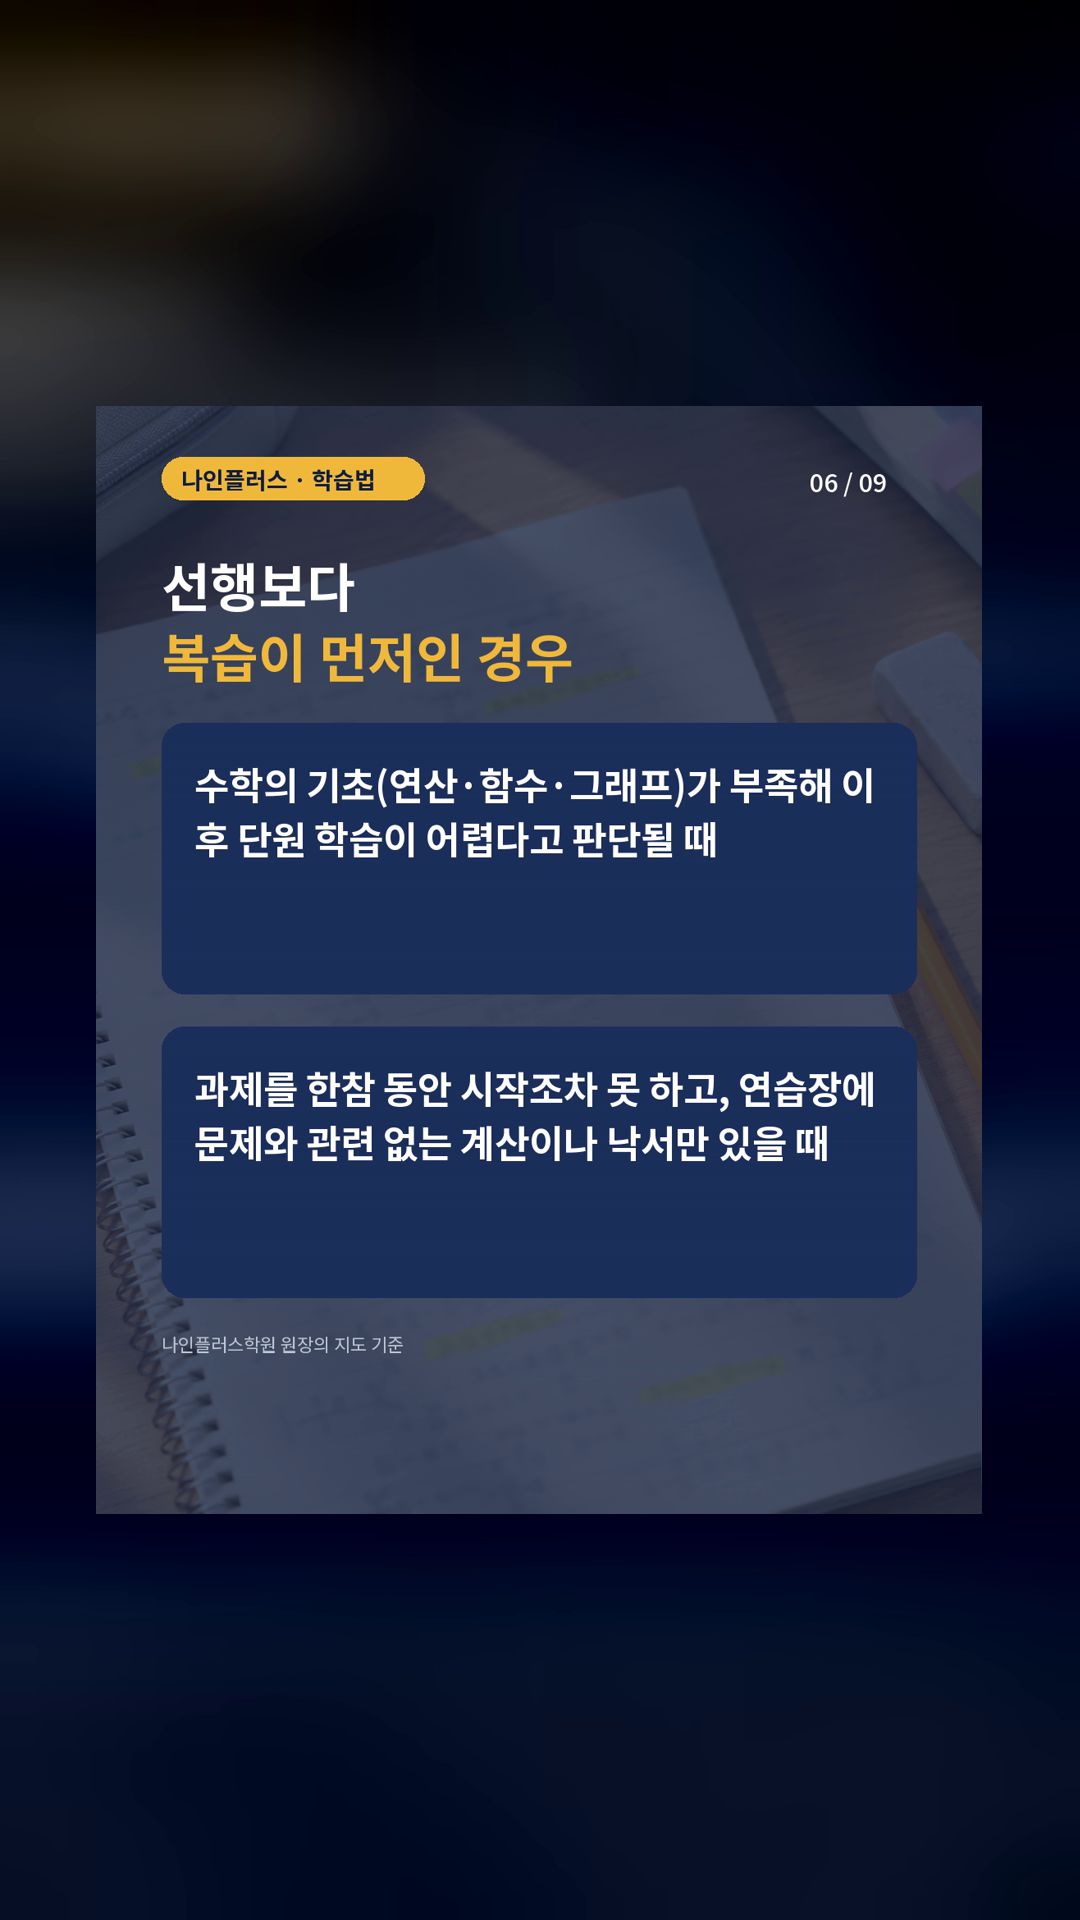 나인플러스 · 학습법
06 / 09
선행보다
복습이 먼저인 경우
수학의 기초(연산·함수·그래프)가 부족해 이
후 단원 학습이 어렵다고 판단될 때
과제를 한참 동안 시작조차 못 하고, 연습장에
문제와 관련 없는 계산이나 낙서만 있을 때
나인플러스학원 원장의 지도 기준